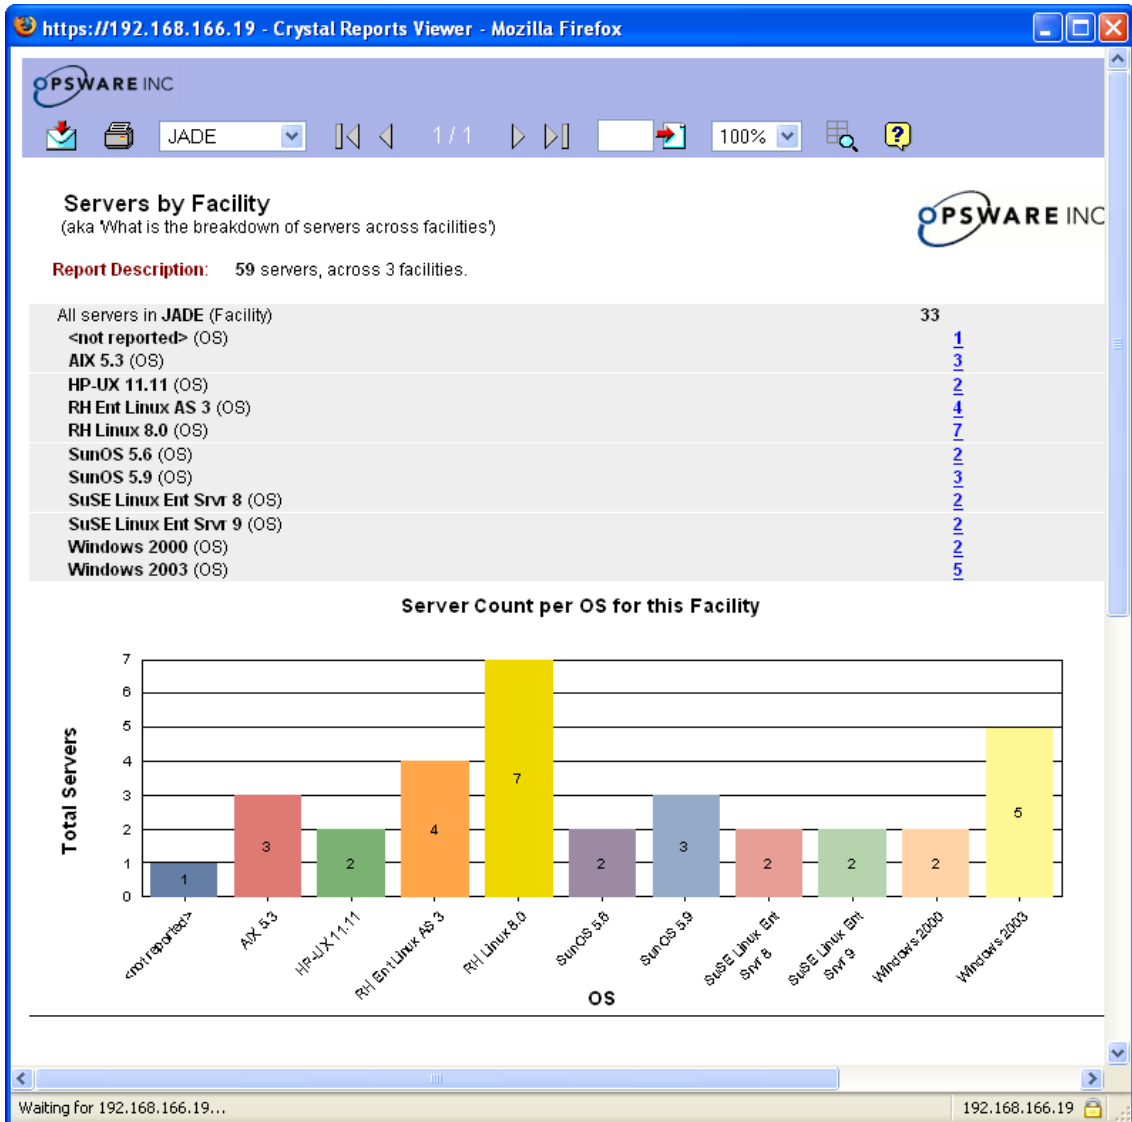 https://192.168.166.19 - Crystal Reports Viewer - Mozilla Firefox
OPSWARE INC
JADE 1 / 1 100% ?
Servers by Facility
(aka 'What is the breakdown of servers across facilities')
OPSWARE INC
Report Description: 59 servers, across 3 facilities.
All servers in JADE (Facility) 33
<not reported> (OS) 1
AIX 5.3 (OS) 3
HP-UX 11.11 (OS) 2
RH Ent Linux AS 3 (OS) 4
RH Linux 8.0 (OS) 7
SunOS 5.6 (OS) 2
SunOS 5.9 (OS) 3
SuSE Linux Ent Srvr 8 (OS) 2
SuSE Linux Ent Srvr 9 (OS) 2
Windows 2000 (OS) 2
Windows 2003 (OS) 5
Server Count per OS for this Facility
Total Servers
7
6
5
4
3
2
1
0
1 3 2 4 7 2 3 2 2 2 5
<not reported>
AIX 5.3
HP-UX 11.11
RH Ent Linux AS 3
RH Linux 8.0
SunOS 5.6
SunOS 5.9
SuSE Linux Ent
Srvr 8
SuSE Linux Ent
Srvr 9
Windows 2000
Windows 2003
OS
Waiting for 192.168.166.19... 192.168.166.19